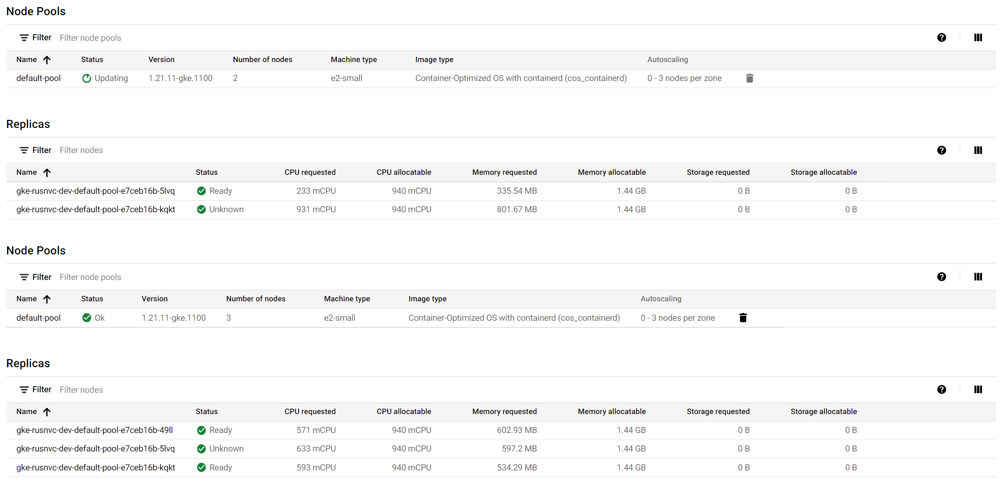 Node Pools
Filter Filter node pools
Name Status Version Number of nodes Machine type Image type Autoscaling
default-pool Updating 1.21.11-gke.1100 2 e2-small Container-Optimized OS with containerd (cos_containerd) 0 - 3 nodes per zone
Replicas
Filter Filter nodes
Name Status CPU requested CPU allocatable Memory requested Memory allocatable Storage requested Storage allocatable
gke-rusnvc-dev-default-pool-e7ceb16b-5lvq Ready 233 mCPU 940 mCPU 335.54 MB 1.44 GB 0 B 0 B
gke-rusnvc-dev-default-pool-e7ceb16b-kqkt Unknown 931 mCPU 940 mCPU 801.67 MB 1.44 GB 0 B 0 B
Node Pools
Filter Filter node pools
Name Status Version Number of nodes Machine type Image type Autoscaling
default-pool Ok 1.21.11-gke.1100 3 e2-small Container-Optimized OS with containerd (cos_containerd) 0 - 3 nodes per zone
Replicas
Filter Filter nodes
Name Status CPU requested CPU allocatable Memory requested Memory allocatable Storage requested Storage allocatable
gke-rusnvc-dev-default-pool-e7ceb16b-49ll Ready 571 mCPU 940 mCPU 602.93 MB 1.44 GB 0 B 0 B
gke-rusnvc-dev-default-pool-e7ceb16b-5lvq Unknown 633 mCPU 940 mCPU 597.2 MB 1.44 GB 0 B 0 B
gke-rusnvc-dev-default-pool-e7ceb16b-kqkt Ready 593 mCPU 940 mCPU 534.29 MB 1.44 GB 0 B 0 B